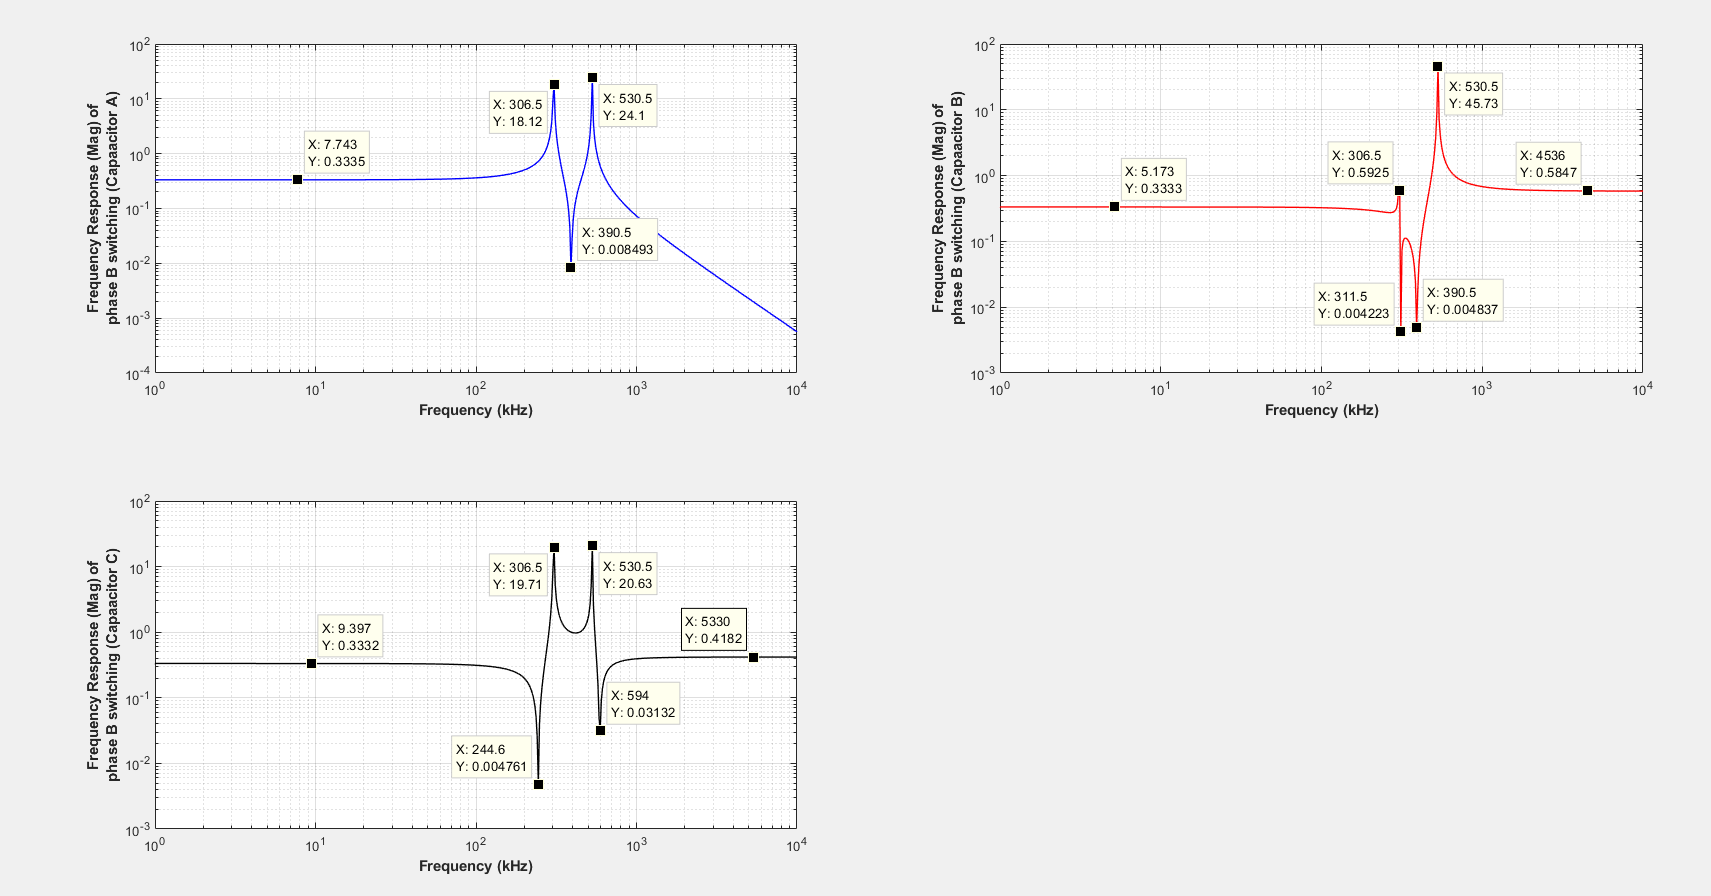 Frequency Response (Mag) of
phase B switching (Capaacitor A)
10^2
10^1
10^0
10^-1
10^-2
10^-3
10^-4
X: 7.743
Y: 0.3335
X: 306.5
Y: 18.12
X: 530.5
Y: 24.1
X: 390.5
Y: 0.008493
10^0
10^1
10^2
10^3
10^4
Frequency (kHz)
Frequency Response (Mag) of
phase B switching (Capaacitor B)
10^2
10^1
10^0
10^-1
10^-2
10^-3
X: 5.173
Y: 0.3333
X: 306.5
Y: 0.5925
X: 530.5
Y: 45.73
X: 4536
Y: 0.5847
X: 311.5
Y: 0.004223
X: 390.5
Y: 0.004837
10^0
10^1
10^2
10^3
10^4
Frequency (kHz)
Frequency Response (Mag) of
phase B switching (Capaacitor C)
10^2
10^1
10^0
10^-1
10^-2
10^-3
X: 9.397
Y: 0.3332
X: 306.5
Y: 19.71
X: 530.5
Y: 20.63
X: 5330
Y: 0.4182
X: 594
Y: 0.03132
X: 244.6
Y: 0.004761
10^0
10^1
10^2
10^3
10^4
Frequency (kHz)